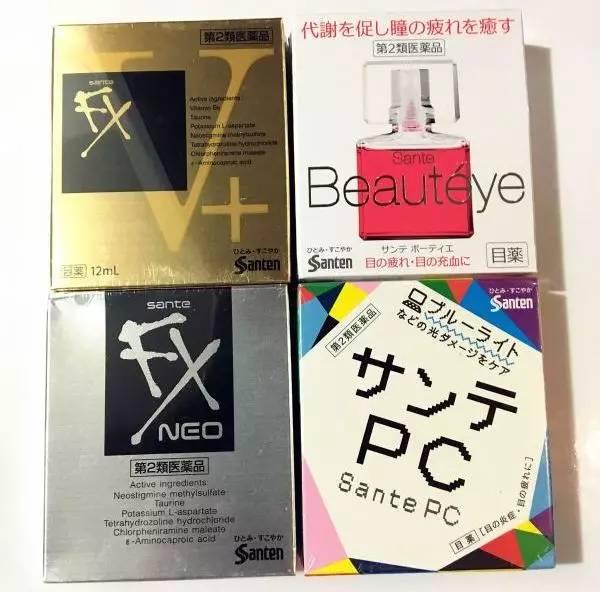 第2類医薬品
sante
FX
V+
Active ingredients:
Vitamin B6
Taurine
Potassium L-aspartate
Neostigmine methylsulfate
Tetrahydrozoline hydrochloride
Chlorpheniramine maleate
ε-Aminocaproic acid
目薬 12mL
ひとみ・すこやか
Santen
代謝を促し瞳の疲れを癒す
第2類医薬品
Sante
Beautéye
サンテ ボーティエ
ひとみ・すこやか
Santen
目の疲れ・目の充血に
目薬
sante
FX
NEO
第2類医薬品
Active ingredients:
Neostigmine methylsulfate
Taurine
Potassium L-aspartate
Tetrahydrozoline hydrochloride
Chlorpheniramine maleate
ε-Aminocaproic acid
ひとみ・すこやか
Santen
ひとみ・すこやか
Santen
ブルーライト
などの光ダメージをケア
第2類医薬品
サンテ
PC
Sante PC
目薬 [目の炎症・目の疲れに]